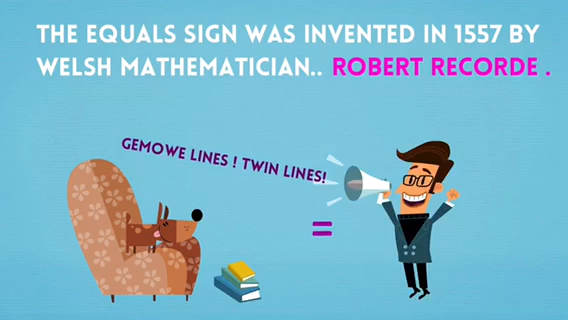 THE EQUALS SIGN WAS INVENTED IN 1557 BY
WELSH MATHEMATICIAN.. ROBERT RECORDE .
GEMOWE LINES ! TWIN LINES!
=